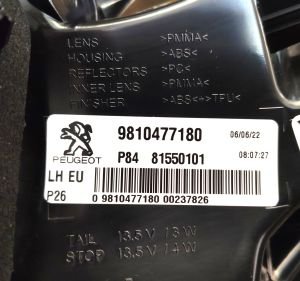 LENS >PMMA<
HOUSING >ABS<
REFLECTORS >PC<
INNER LENS >PMMA<
FINISHER >ABS<+>TPU<
9810477180 06/06/22
PEUGEOT P84 81550101 08:07:27
LH EU
P26 0 9810477180 00237826
TAIL 13.5V 13W
STOP 13.5V 14W